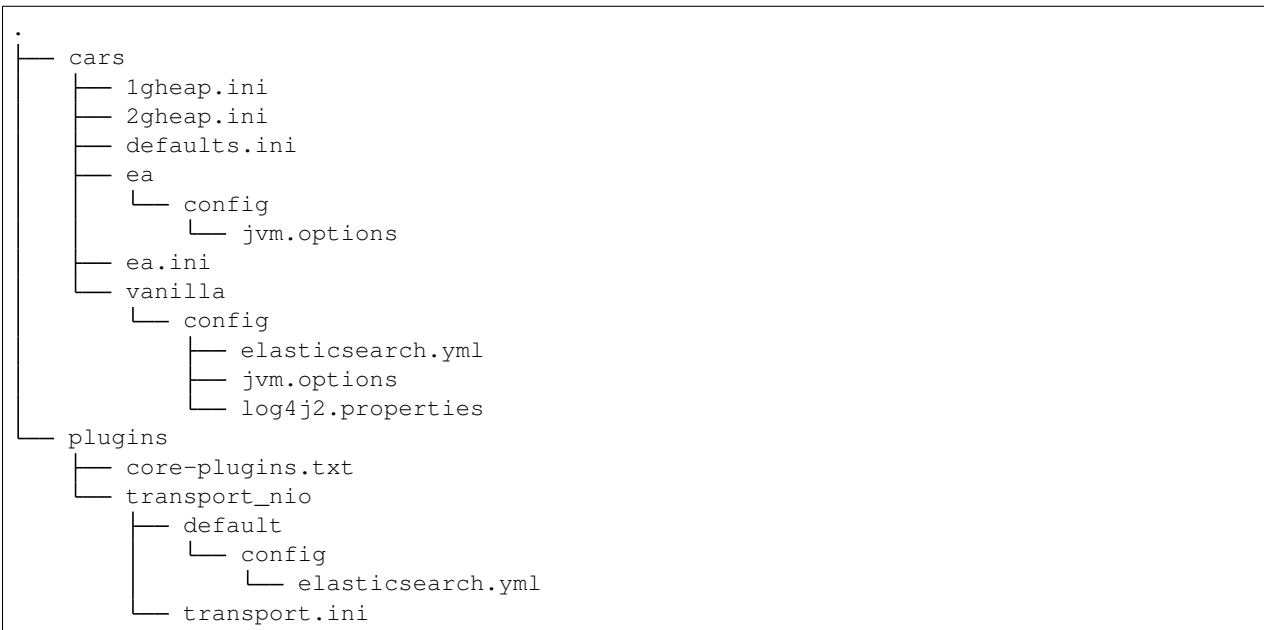 .
├── cars
│   ├── 1gheap.ini
│   ├── 2gheap.ini
│   ├── defaults.ini
│   ├── ea
│   │   └── config
│   │       └── jvm.options
│   ├── ea.ini
│   └── vanilla
│       └── config
│           ├── elasticsearch.yml
│           ├── jvm.options
│           └── log4j2.properties
└── plugins
    ├── core-plugins.txt
    └── transport_nio
        ├── default
        │   └── config
        │       └── elasticsearch.yml
        └── transport.ini